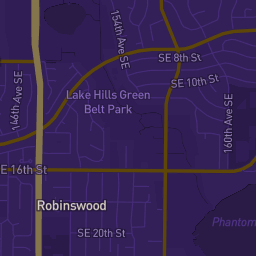 154th Ave SE
SE 8th St
SE 10th St
Lake Hills Green
Belt Park
146th Ave SE
160th Ave SE
E 16th St
Robinswood
Phantom
SE 20th St